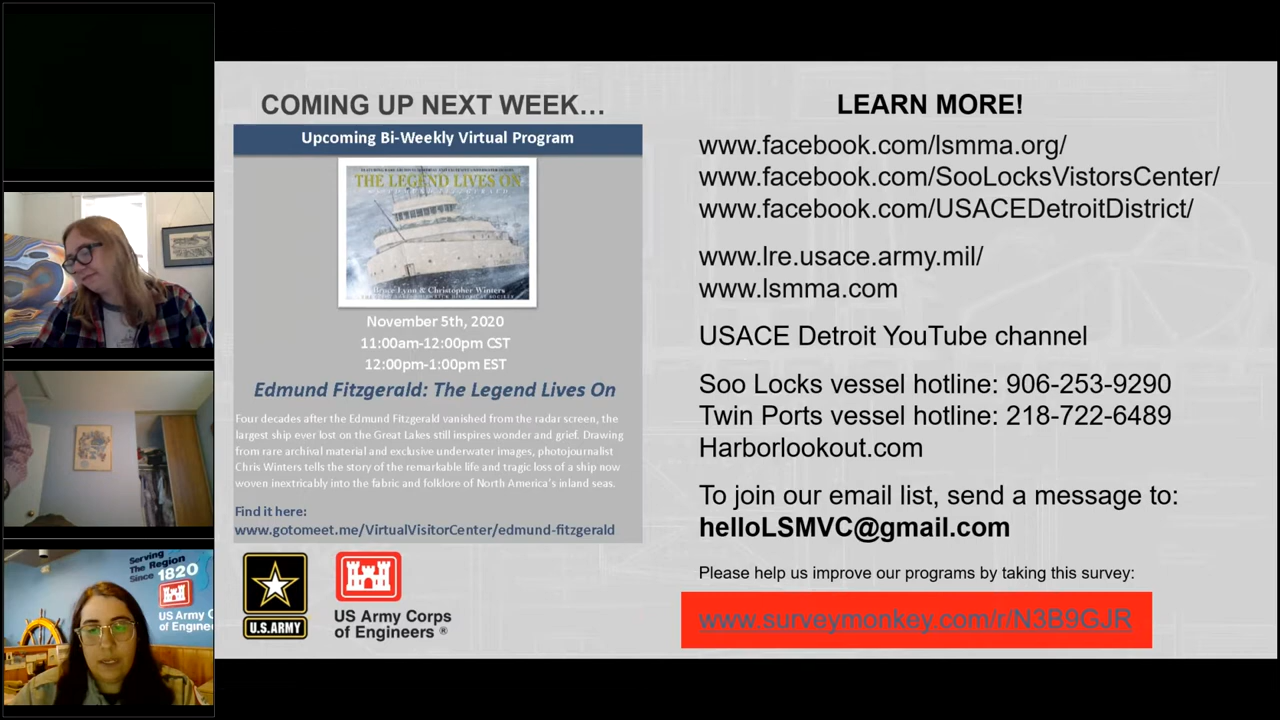 COMING UP NEXT WEEK...
Upcoming Bi-Weekly Virtual Program
THE LEGEND LIVES ON
Bruce Lynn & Christopher Winters
November 5th, 2020
11:00am-12:00pm CST
12:00pm-1:00pm EST
Edmund Fitzgerald: The Legend Lives On
Four decades after the Edmund Fitzgerald vanished from the radar screen, the
largest ship ever lost on the Great Lakes still inspires wonder and grief. Drawing
from rare archival material and exclusive underwater images, photojournalist
Chris Winters tells the story of the remarkable life and tragic loss of a ship now
woven inextricably into the fabric and folklore of North America's inland seas.
Find it here:
www.gotomeet.me/VirtualVisitorCenter/edmund-fitzgerald
U.S.ARMY
US Army Corps
of Engineers ®
LEARN MORE!
www.facebook.com/lsmma.org/
www.facebook.com/SooLocksVistorsCenter/
www.facebook.com/USACEDetroitDistrict/
www.lre.usace.army.mil/
www.lsmma.com
USACE Detroit YouTube channel
Soo Locks vessel hotline: 906-253-9290
Twin Ports vessel hotline: 218-722-6489
Harborlookout.com
To join our email list, send a message to:
helloLSMVC@gmail.com
Please help us improve our programs by taking this survey:
www.surveymonkey.com/r/N3B9GJR
Serving
The Region
Since 1820
US Army C
of Engine